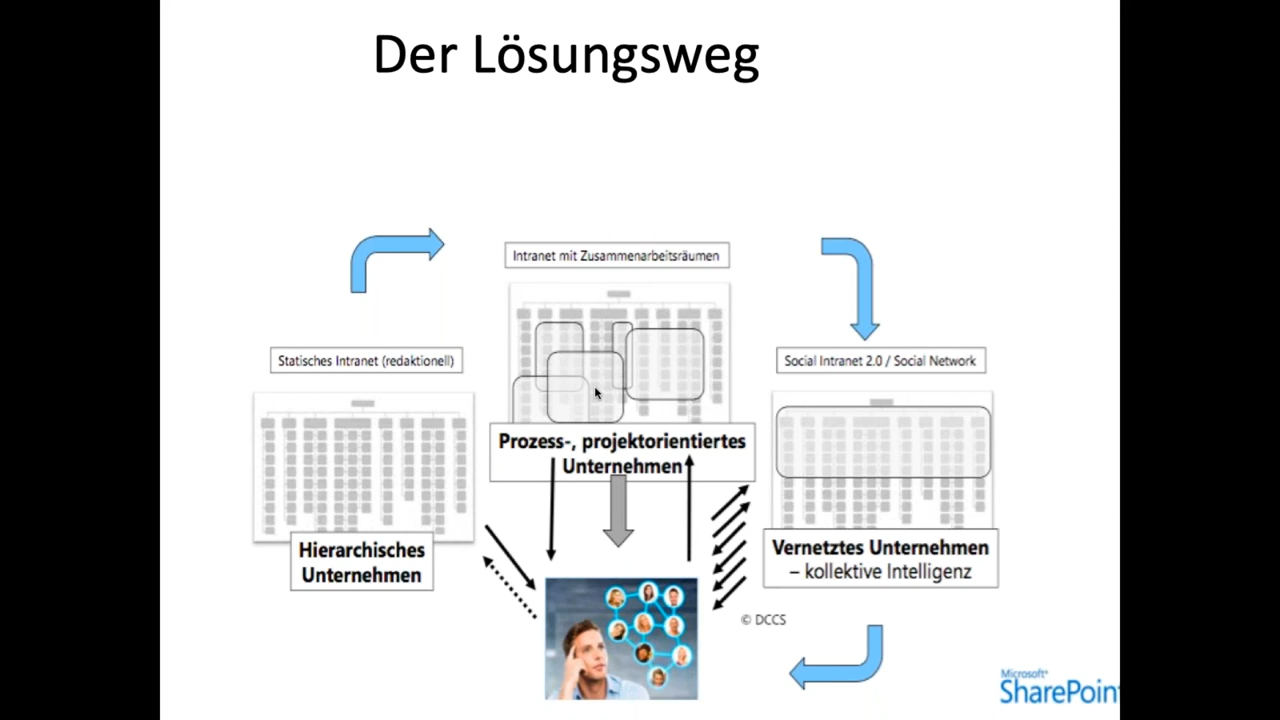 Der Lösungsweg
Intranet mit Zusammenarbeitsräumen
Statisches Intranet (redaktionell)
Social Intranet 2.0 / Social Network
Prozess-, projektorientiertes
Unternehmen
Hierarchisches
Unternehmen
Vernetztes Unternehmen
– kollektive Intelligenz
© DCCS
Microsoft®
SharePoin